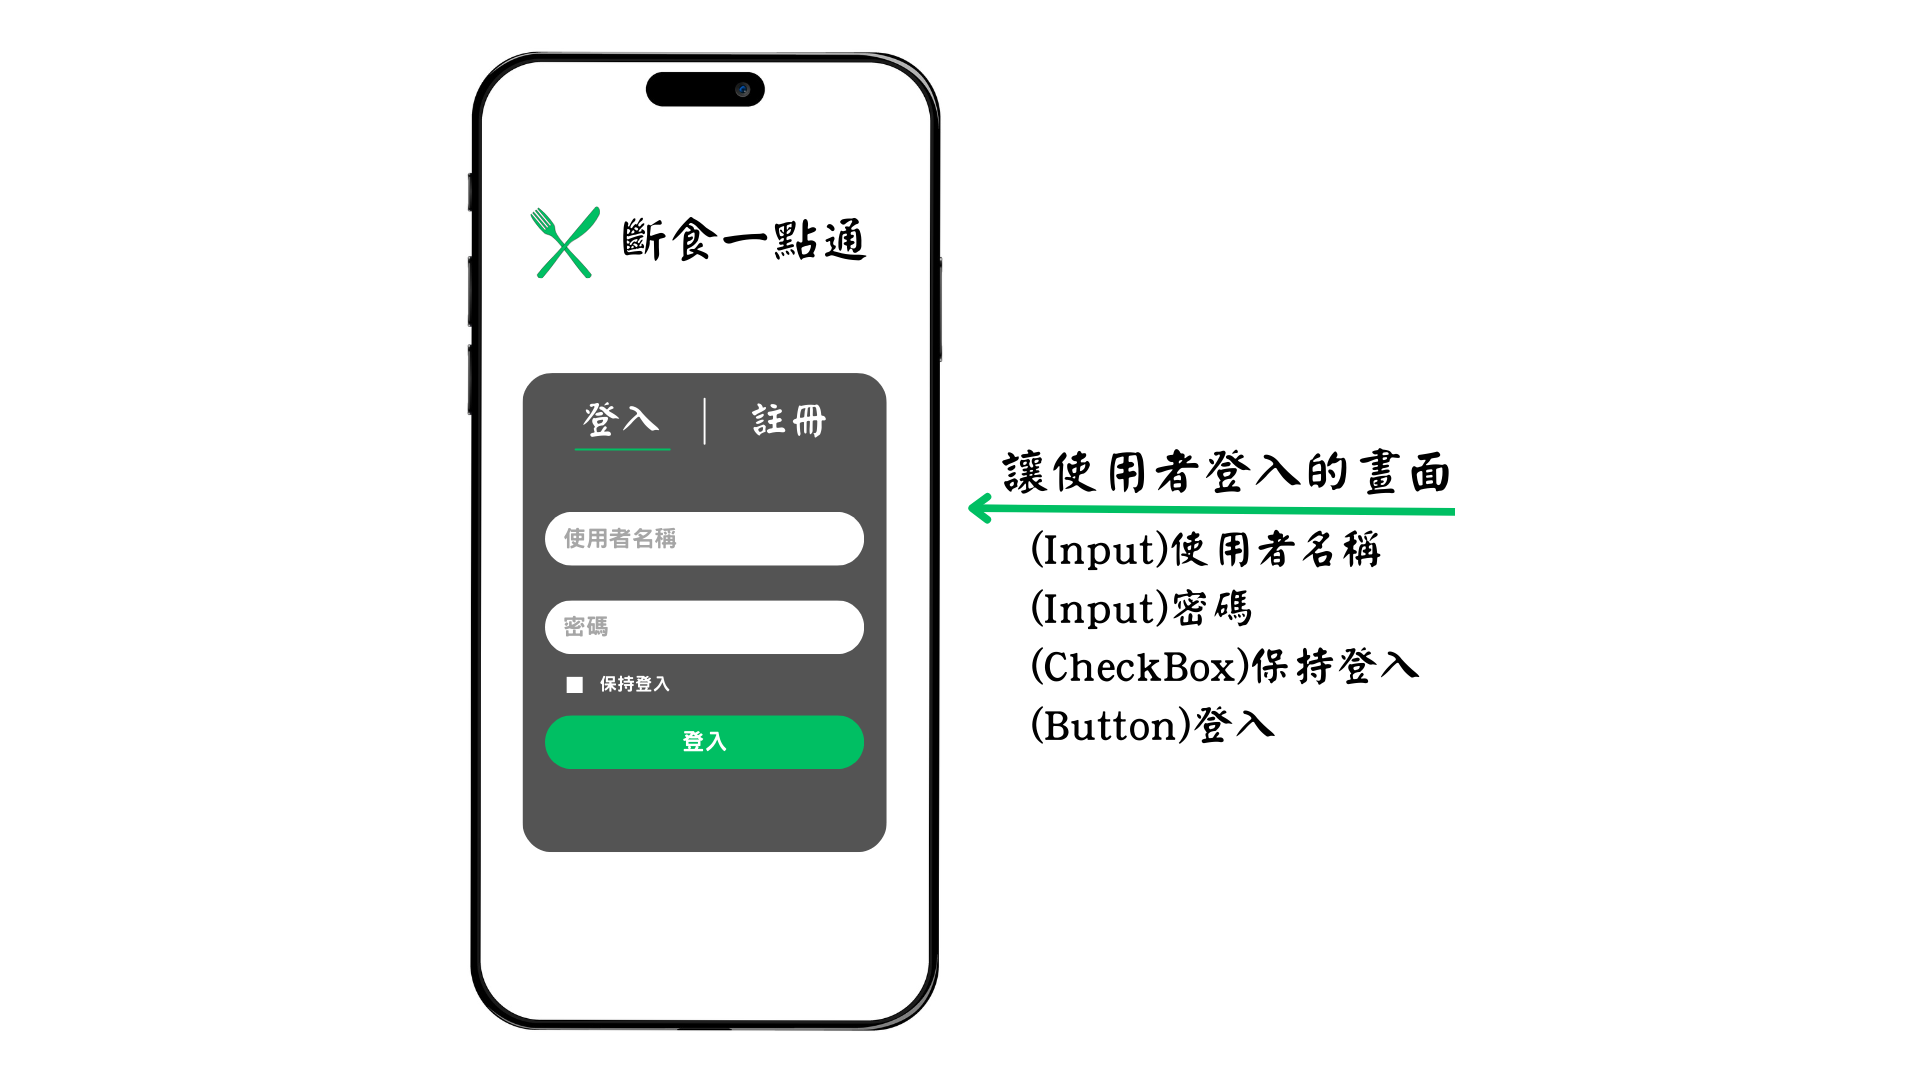 斷食一點通
登入 | 註冊
使用者名稱
密碼
保持登入
登入
讓使用者登入的畫面
(Input)使用者名稱
(Input)密碼
(CheckBox)保持登入
(Button)登入